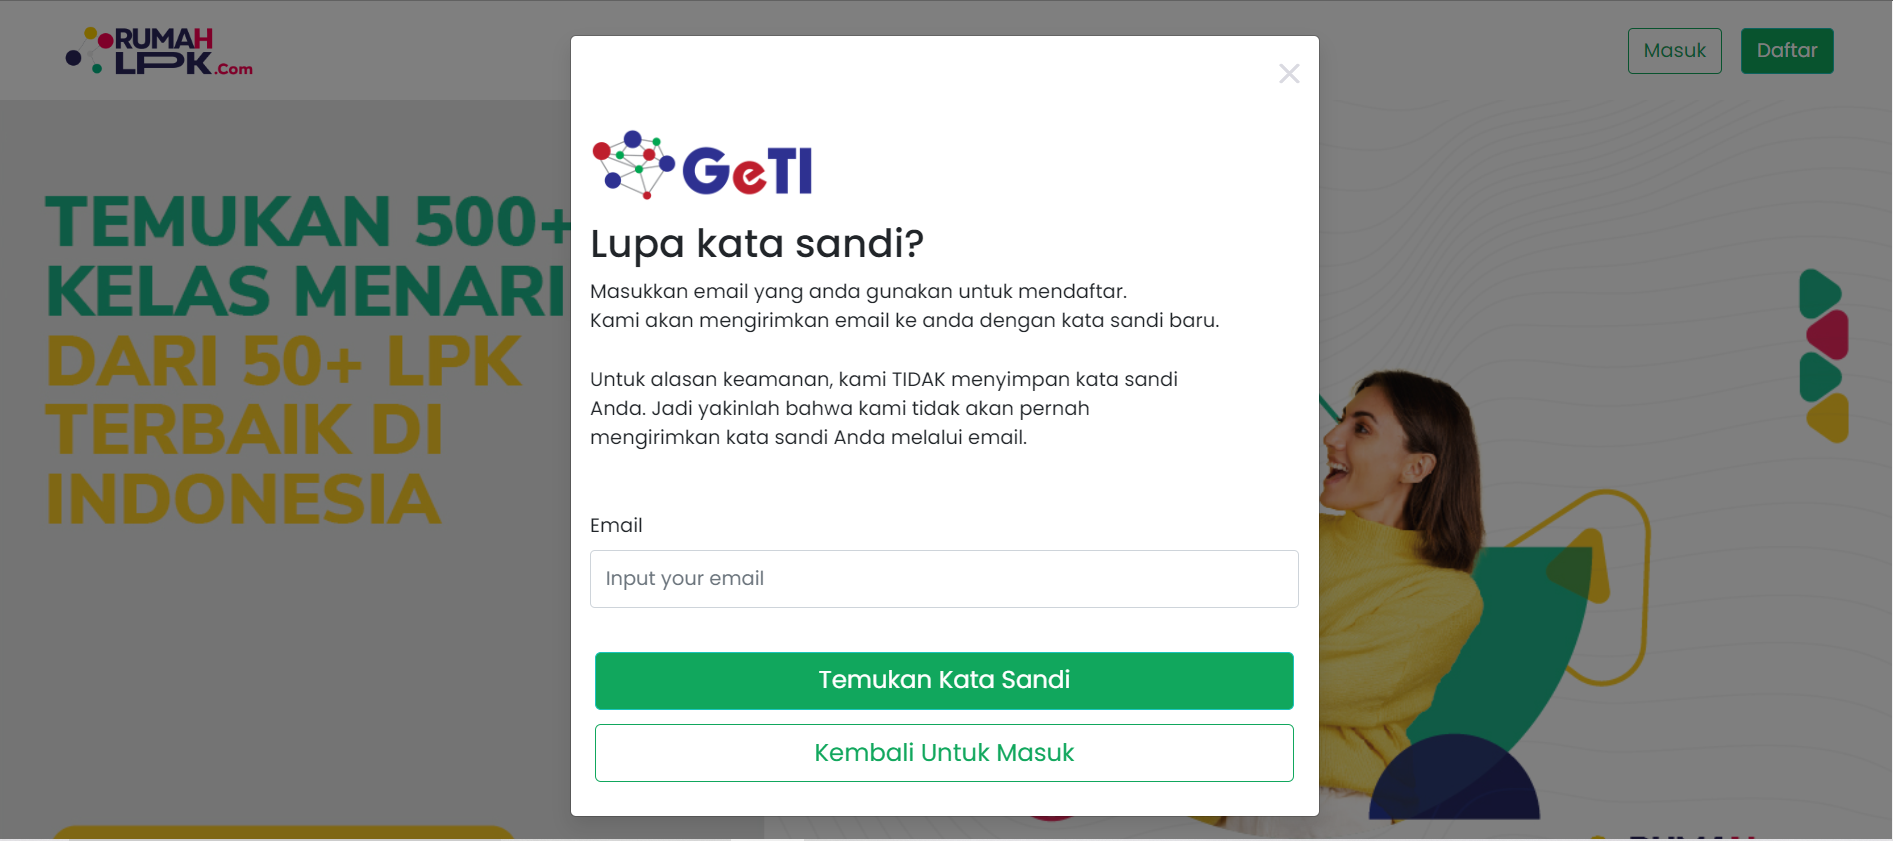 RUMAH
LPK.Com
Masuk
Daftar
TEMUKAN 500+
KELAS MENARI
DARI 50+ LPK
TERBAIK DI
INDONESIA
GeTI
Lupa kata sandi?
Masukkan email yang anda gunakan untuk mendaftar.
Kami akan mengirimkan email ke anda dengan kata sandi baru.
Untuk alasan keamanan, kami TIDAK menyimpan kata sandi
Anda. Jadi yakinlah bahwa kami tidak akan pernah
mengirimkan kata sandi Anda melalui email.
Email
Input your email
Temukan Kata Sandi
Kembali Untuk Masuk